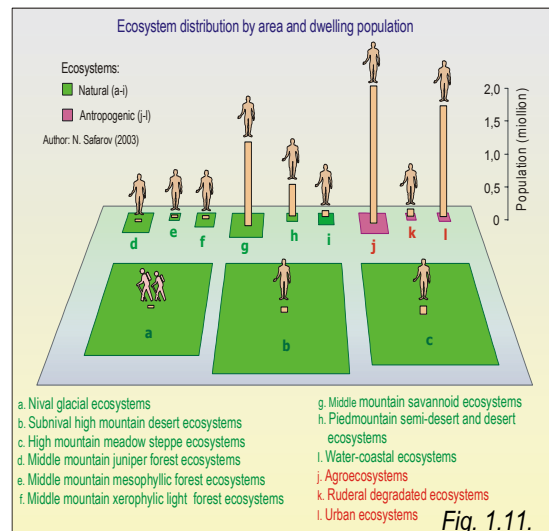 Ecosystem distribution by area and dwelling population
Ecosystems:
Natural (a-i)
Antropogenic (j-l)
Author: N. Safarov (2003)
2,0
1,5
1,0
0,5
0
Population (miollion)
d
e
f
g
h
i
j
k
l
a
b
c
a. Nival glacial ecosystems
b. Subnival high mountain desert ecosystems
c. High mountain meadow steppe ecosystems
d. Middle mountain juniper forest ecosystems
e. Middle mountain mesophyllic forest ecosystems
f. Middle mountain xerophylic light forest ecosystems
g. Middle mountain savannoid ecosystems
h. Piedmountain semi-desert and desert
ecosystems
I. Water-coastal ecosystems
j. Agroecosystems
k. Ruderal degradated ecosystems
l. Urban ecosystems
Fig. 1.11.